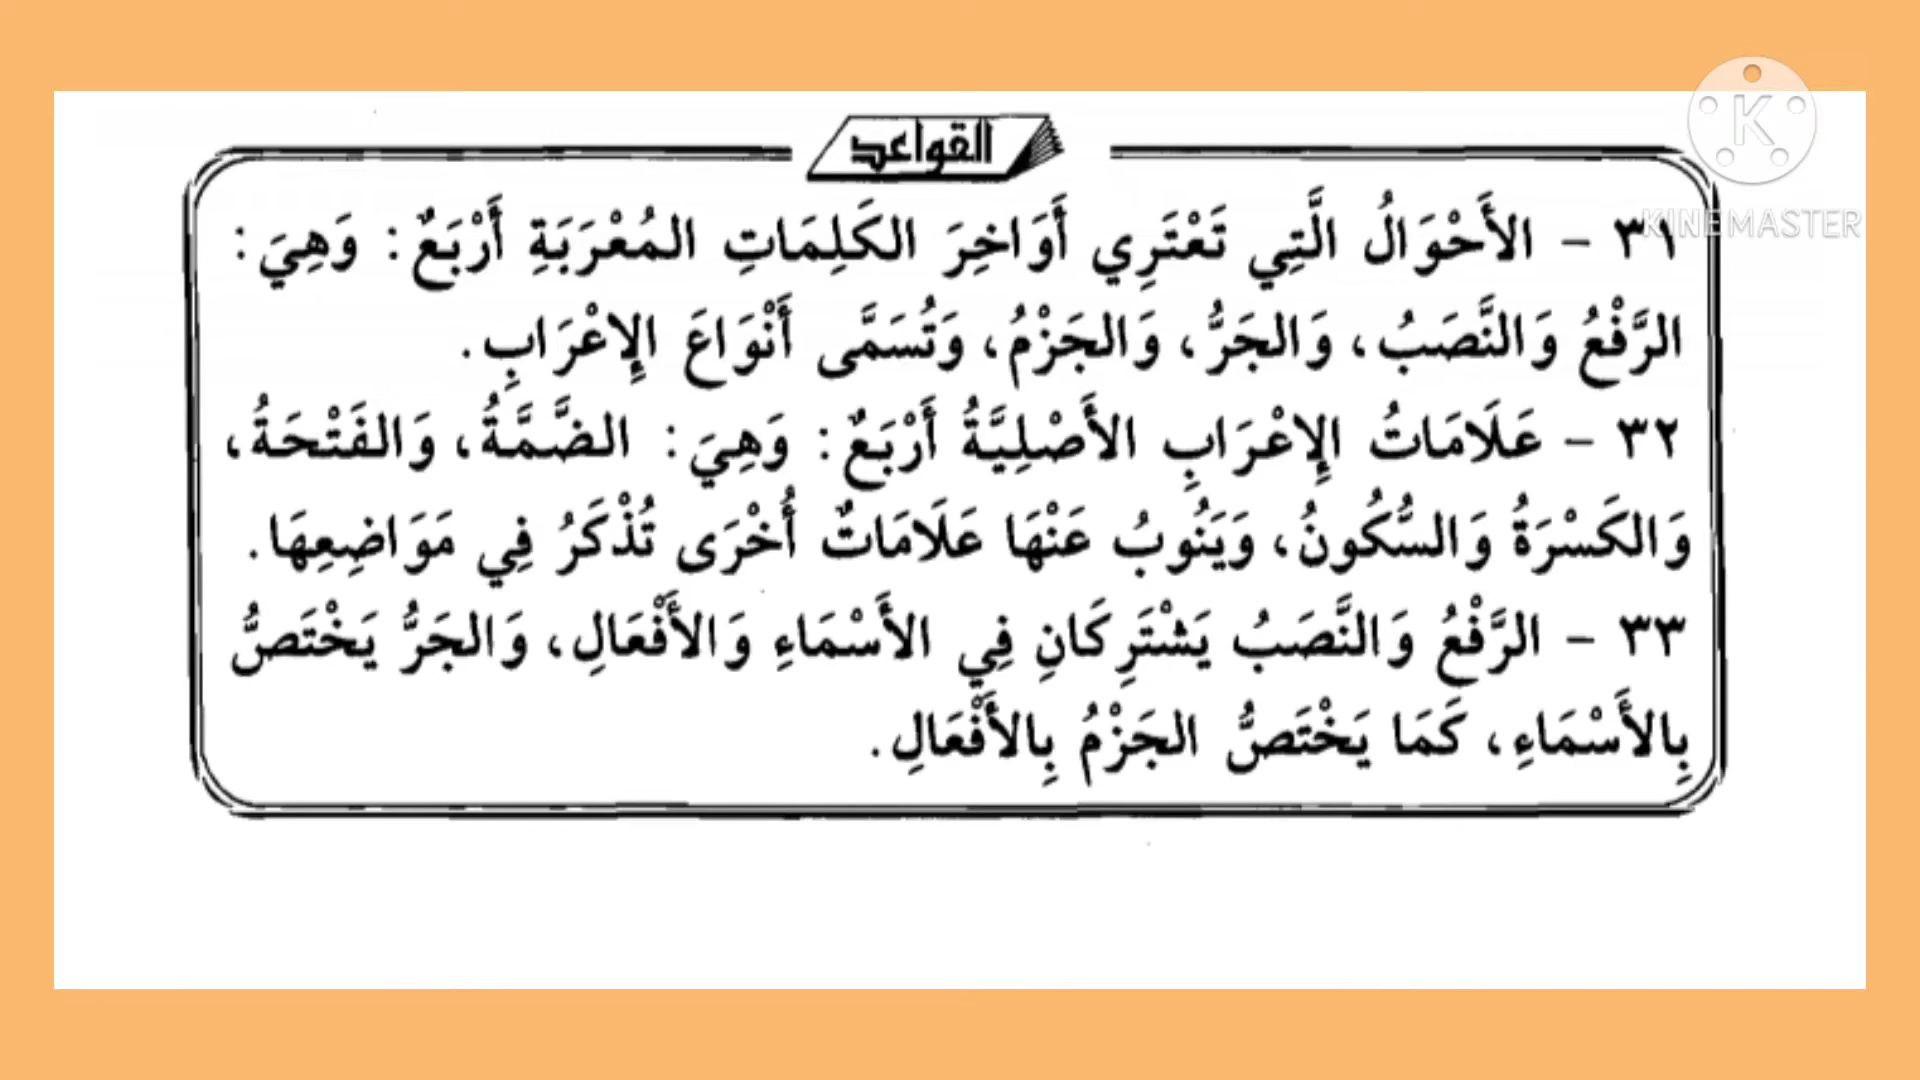 القواعد
٣١ - الأَحْوَالُ الَّتِي تَعْتَرِي أَوَاخِرَ الكَلِمَاتِ المُعْرَبَةِ أَرْبَعٌ: وَهِيَ:
الرَّفْعُ وَالنَّصَبُ، وَالجَرُّ، وَالجَزْمُ، وَتُسَمَّى أَنْوَاعَ الإِعْرَابِ.
٣٢ - عَلَامَاتُ الإِعْرَابِ الأَصْلِيَّةُ أَرْبَعٌ: وَهِيَ: الضَّمَّةُ، وَالفَتْحَةُ،
وَالكَسْرَةُ وَالسُّكُونُ، وَيَنُوبُ عَنْهَا عَلَامَاتٌ أُخْرَى تُذْكَرُ فِي مَوَاضِعِهَا.
٣٣ - الرَّفْعُ وَالنَّصَبُ يَشْتَرِكَانِ فِي الأَسْمَاءِ وَالأَفْعَالِ، وَالجَرُّ يَخْتَصُّ
بِالأَسْمَاءِ، كَمَا يَخْتَصُّ الجَزْمُ بِالأَفْعَالِ.
K
KINEMASTER